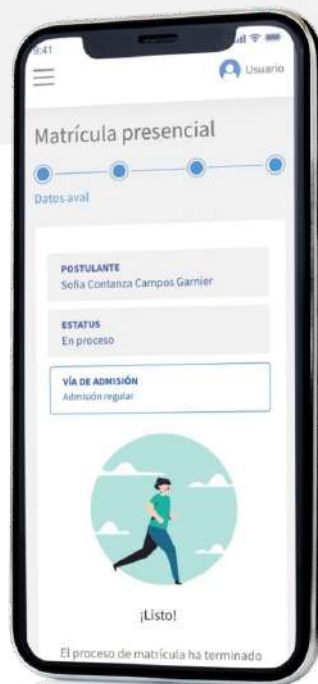 9:41
Usuario
Matrícula presencial
Datos aval
POSTULANTE
Sofia Contanza Campos Garnier
ESTATUS
En proceso
VÍA DE ADMISIÓN
Admisión regular
¡Listo!
El proceso de matrícula ha terminado